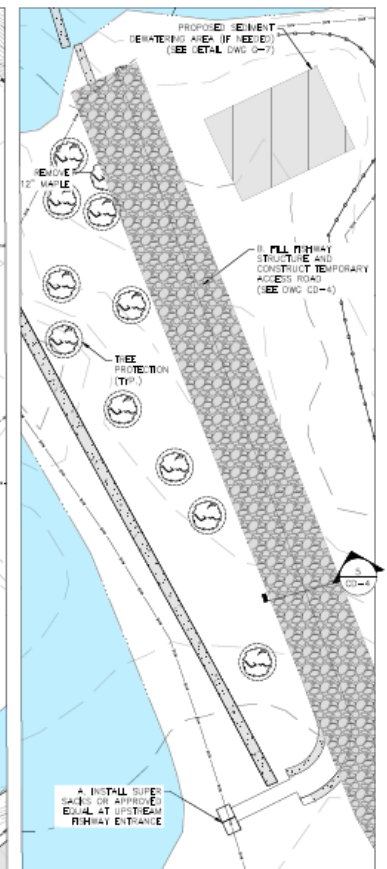 PROPOSED SEDIMENT
DEWATERING AREA (IF NEEDED)
(SEE DETAIL DWG G-7)
REMOVE
12" MAPLE
B. FILL FISHWAY
STRUCTURE AND
CONSTRUCT TEMPORARY
ACCESS ROAD
(SEE DWG CD-4)
TREE
PROTECTION
(TYP.)
5
CD-4
A. INSTALL SUPER
SACKS OR APPROVED
EQUAL AT UPSTREAM
FISHWAY ENTRANCE